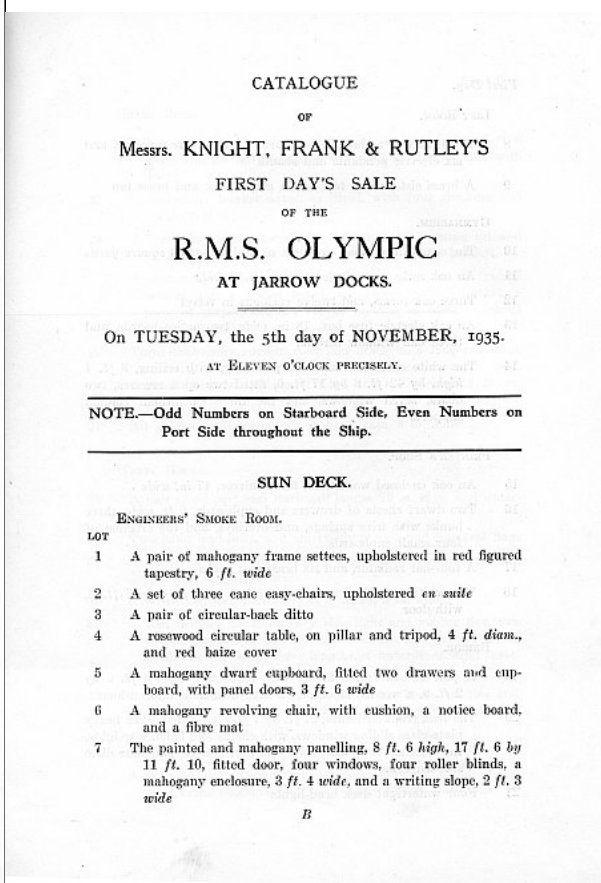 CATALOGUE
OF
Messrs. KNIGHT, FRANK & RUTLEY'S
FIRST DAY'S SALE
OF THE
R.M.S. OLYMPIC
AT JARROW DOCKS.
On TUESDAY, the 5th day of NOVEMBER, 1935.
AT ELEVEN O'CLOCK PRECISELY.
NOTE.—Odd Numbers on Starboard Side, Even Numbers on
Port Side throughout the Ship.
SUN DECK.
ENGINEERS' SMOKE ROOM.
LOT
1 A pair of mahogany frame settees, upholstered in red figured
tapestry, 6 ft. wide
2 A set of three cane easy-chairs, upholstered en suite
3 A pair of circular-back ditto
4 A rosewood circular table, on pillar and tripod, 4 ft. diam.,
and red baize cover
5 A mahogany dwarf cupboard, fitted two drawers and cup-
board, with panel doors, 3 ft. 6 wide
6 A mahogany revolving chair, with cushion, a notice board,
and a fibre mat
7 The painted and mahogany panelling, 8 ft. 6 high, 17 ft. 6 by
11 ft. 10, fitted door, four windows, four roller blinds, a
mahogany enclosure, 3 ft. 4 wide, and a writing slope, 2 ft. 3
wide
B